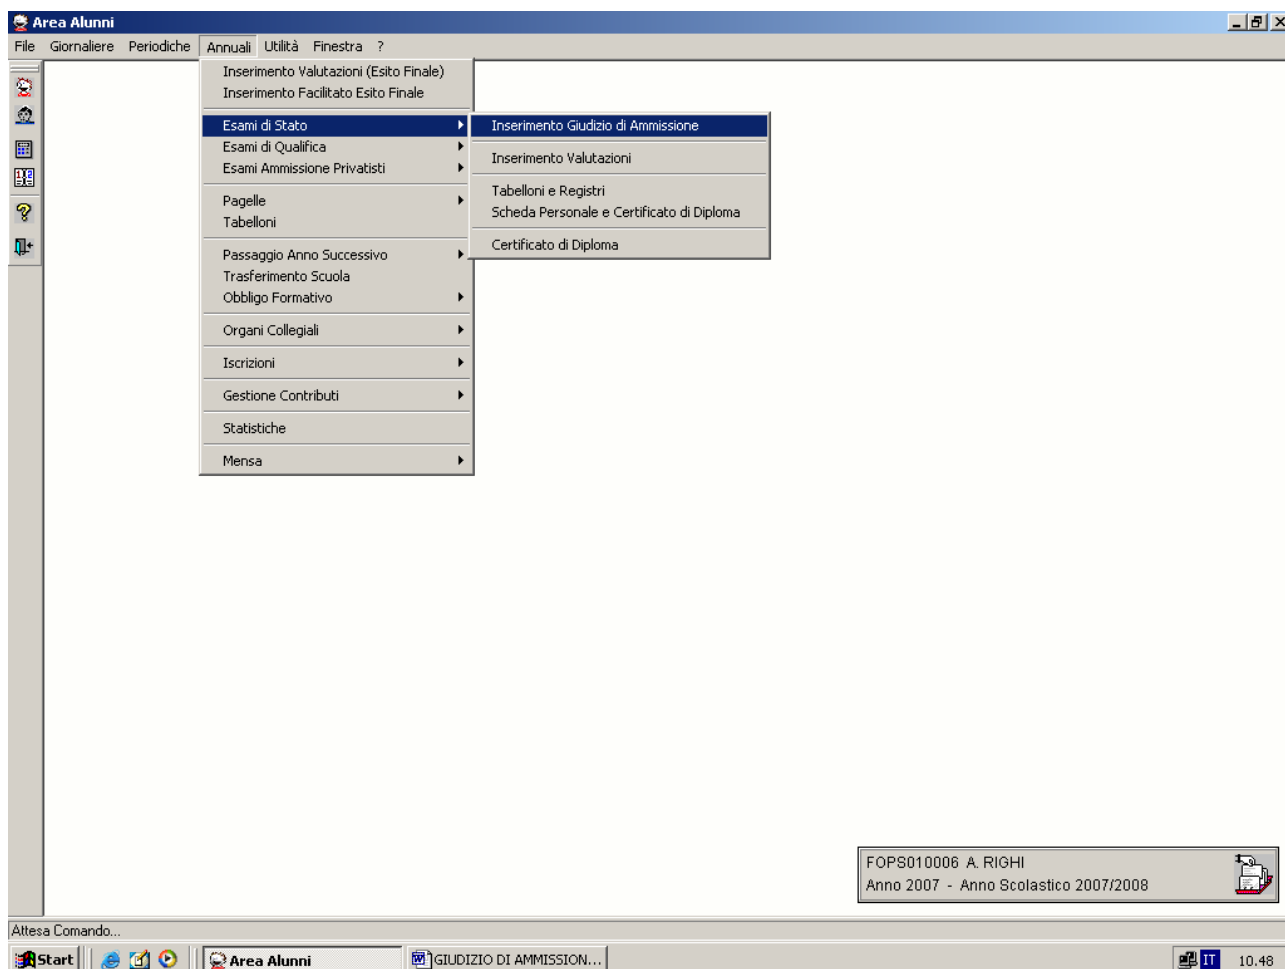 Area Alunni
File Giornaliere Periodiche Annuali Utilità Finestra ?
Inserimento Valutazioni (Esito Finale)
Inserimento Facilitato Esito Finale
Esami di Stato
Esami di Qualifica
Esami Ammissione Privatisti
Pagelle
Tabelloni
Passaggio Anno Successivo
Trasferimento Scuola
Obbligo Formativo
Organi Collegiali
Iscrizioni
Gestione Contributi
Statistiche
Mensa
Inserimento Giudizio di Ammissione
Inserimento Valutazioni
Tabelloni e Registri
Scheda Personale e Certificato di Diploma
Certificato di Diploma
FOPS010006 A. RIGHI
Anno 2007 - Anno Scolastico 2007/2008
Attesa Comando...
Start Area Alunni GIUDIZIO DI AMMISSION... IT 10.48